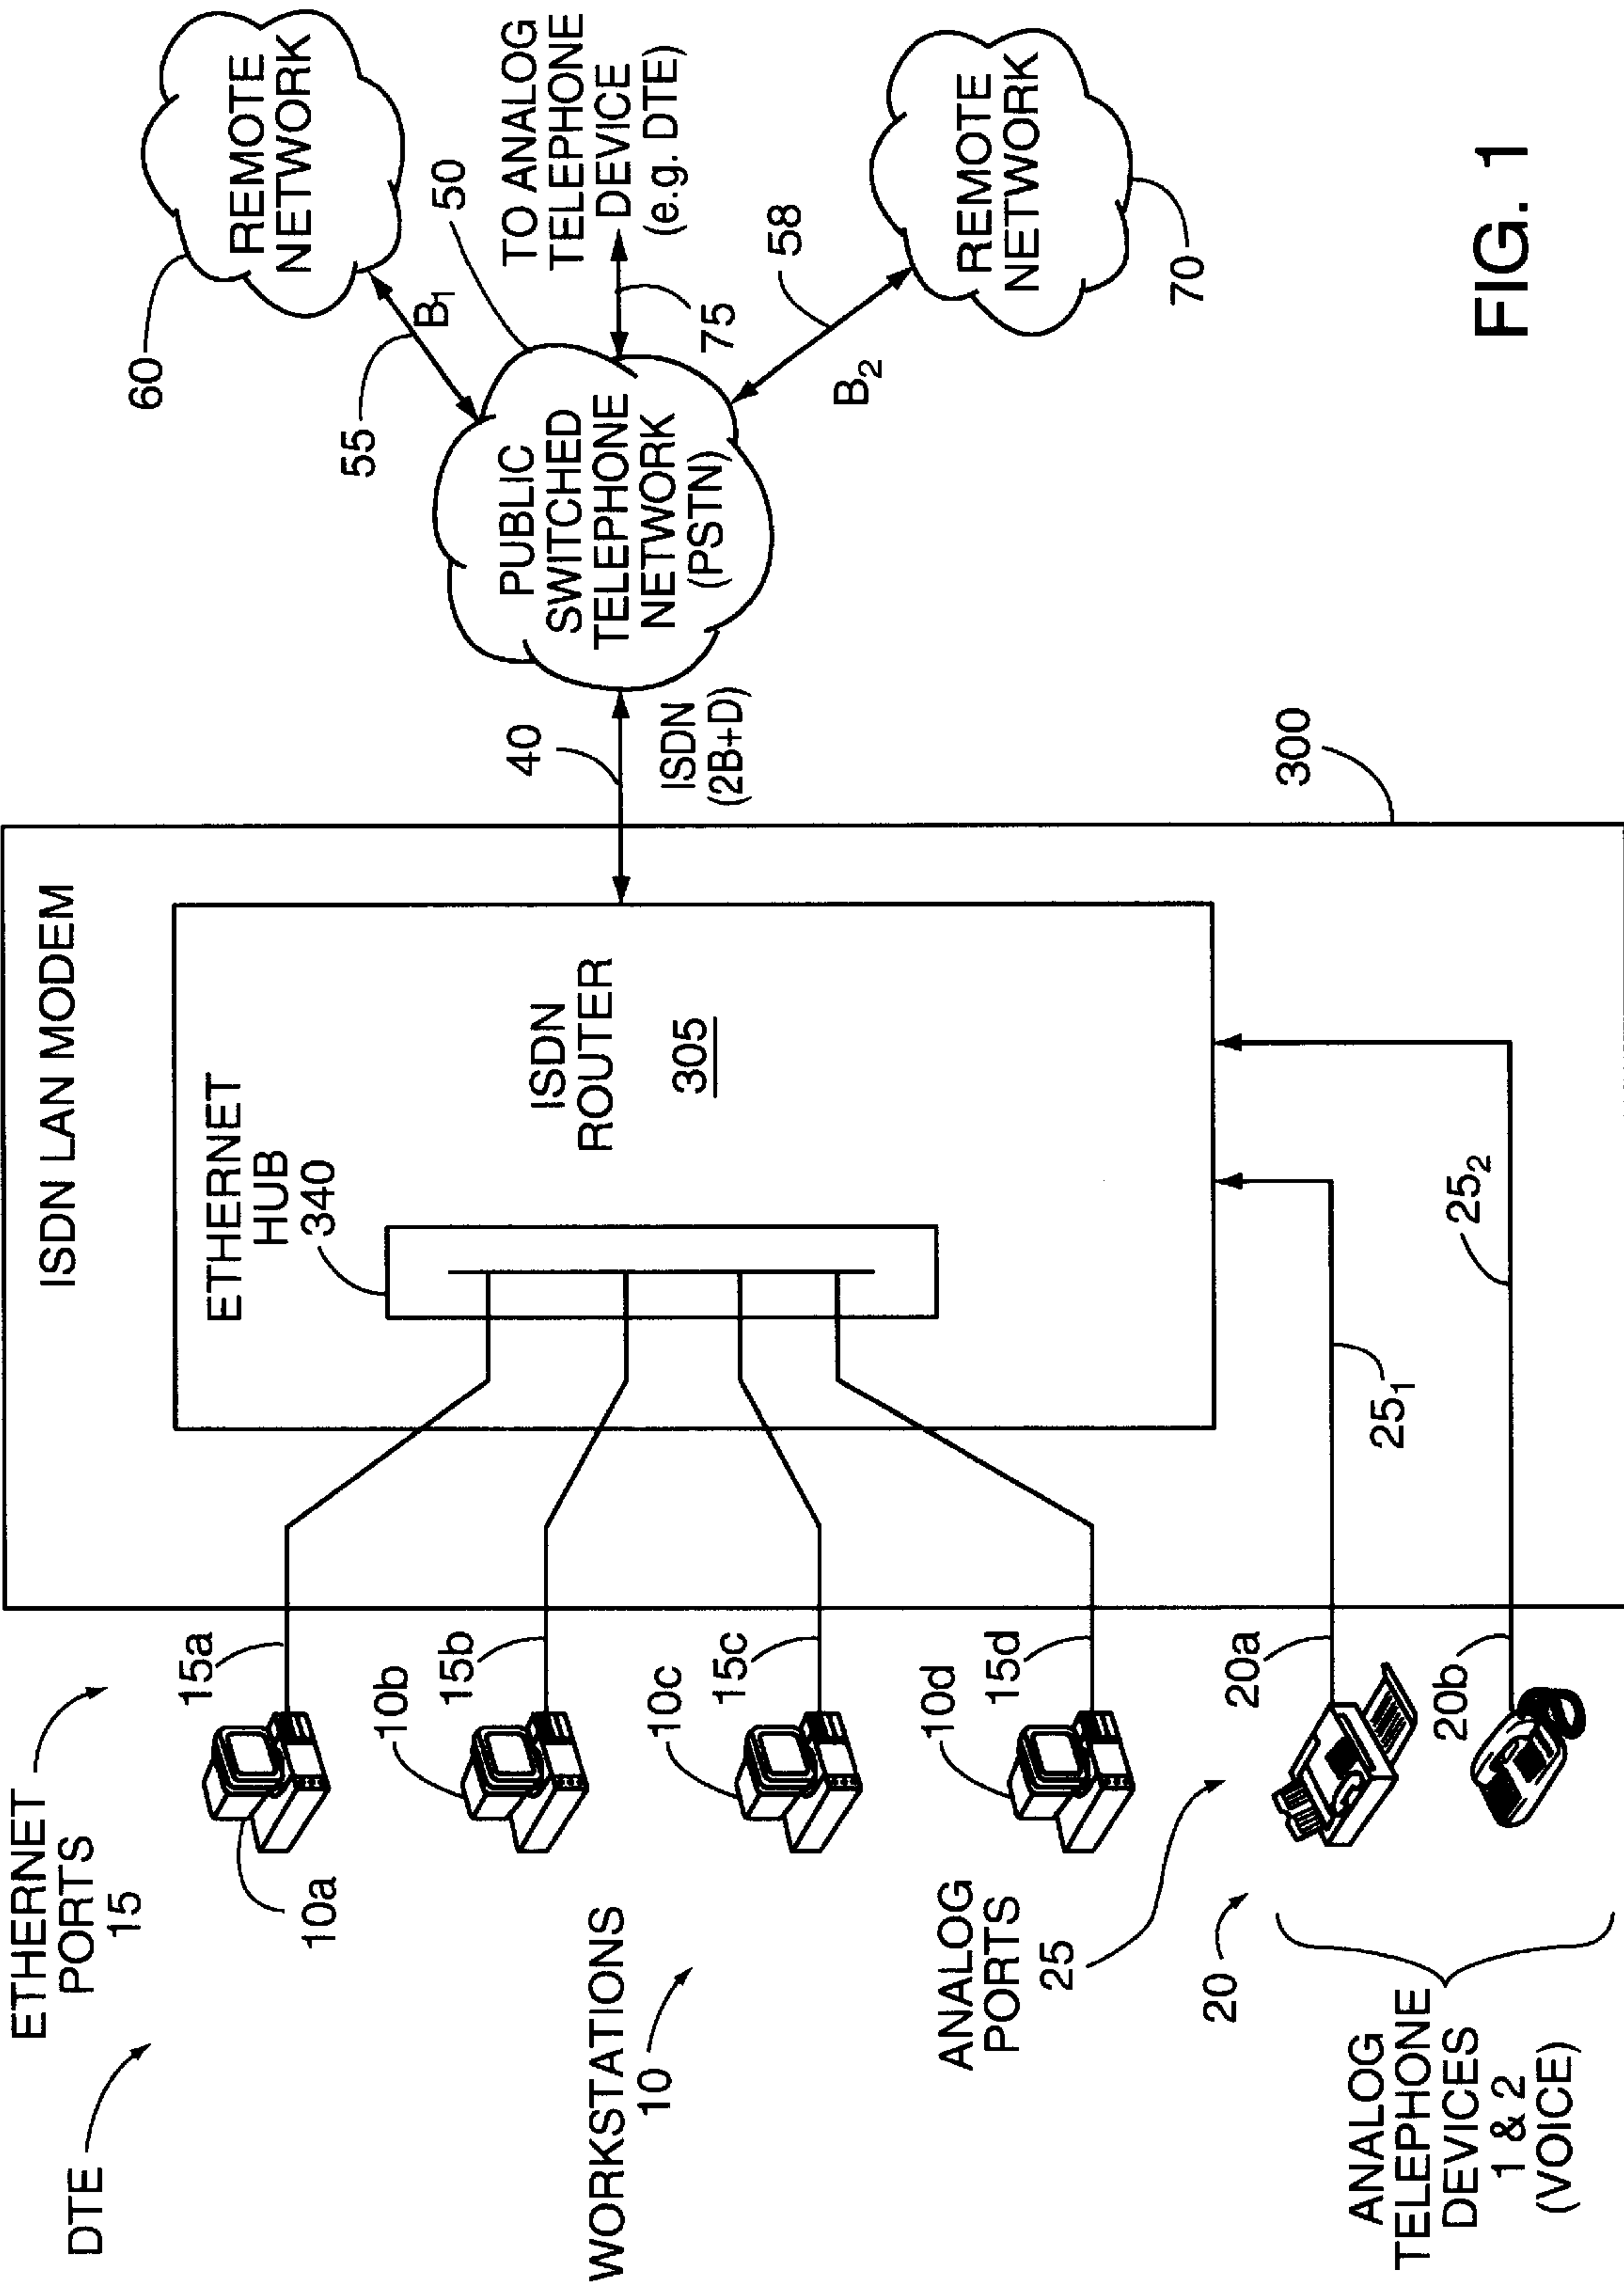 DTE
ETHERNET
PORTS
15
15a
10a
WORKSTATIONS
10
10b
15b
10c
15c
10d
15d
ANALOG
PORTS
25
20
20a
20b
ANALOG
TELEPHONE
DEVICES
1 & 2
(VOICE)
ISDN LAN MODEM
ETHERNET
HUB
340
ISDN
ROUTER
305
25₁
25₂
300
40
ISDN
(2B+D)
PUBLIC
SWITCHED
TELEPHONE
NETWORK
(PSTN)
50
55
B₁
60
REMOTE
NETWORK
TO ANALOG
TELEPHONE
DEVICE
(e.g. DTE)
75
58
B₂
REMOTE
NETWORK
70
FIG. 1